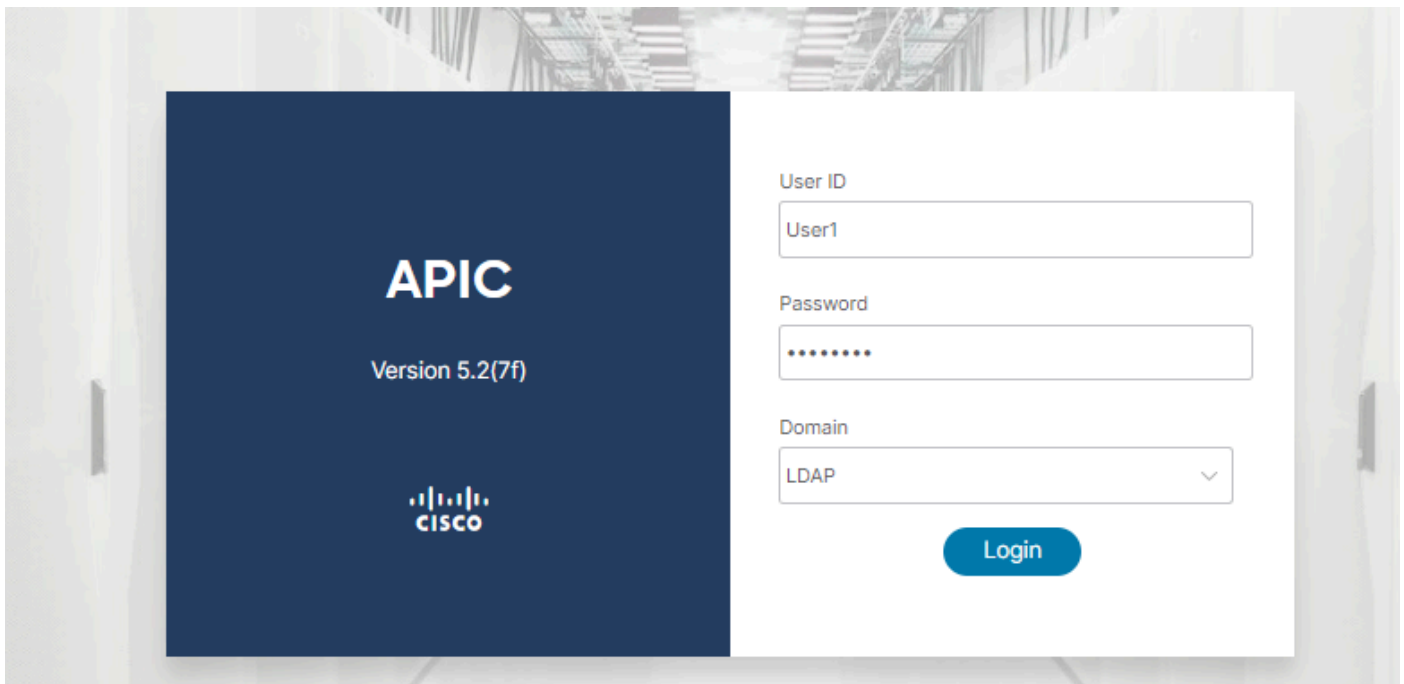 APIC
Version 5.2(7f)
CISCO
User ID
User1
Password
••••••••
Domain
LDAP
Login